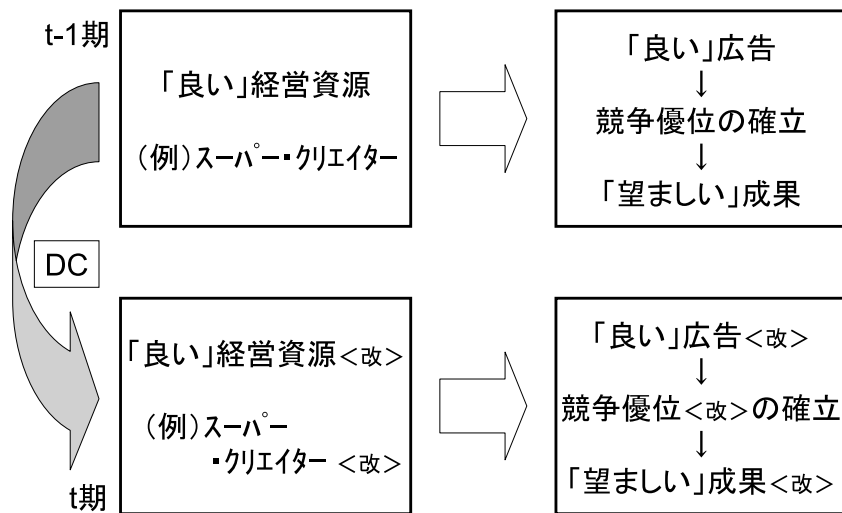 t-1期
「良い」経営資源
（例）スーパー・クリエイター
「良い」広告
↓
競争優位の確立
↓
「望ましい」成果
DC
「良い」経営資源<改>
（例）スーパー
・クリエイター <改>
「良い」広告<改>
↓
競争優位<改>の確立
↓
「望ましい」成果<改>
t期